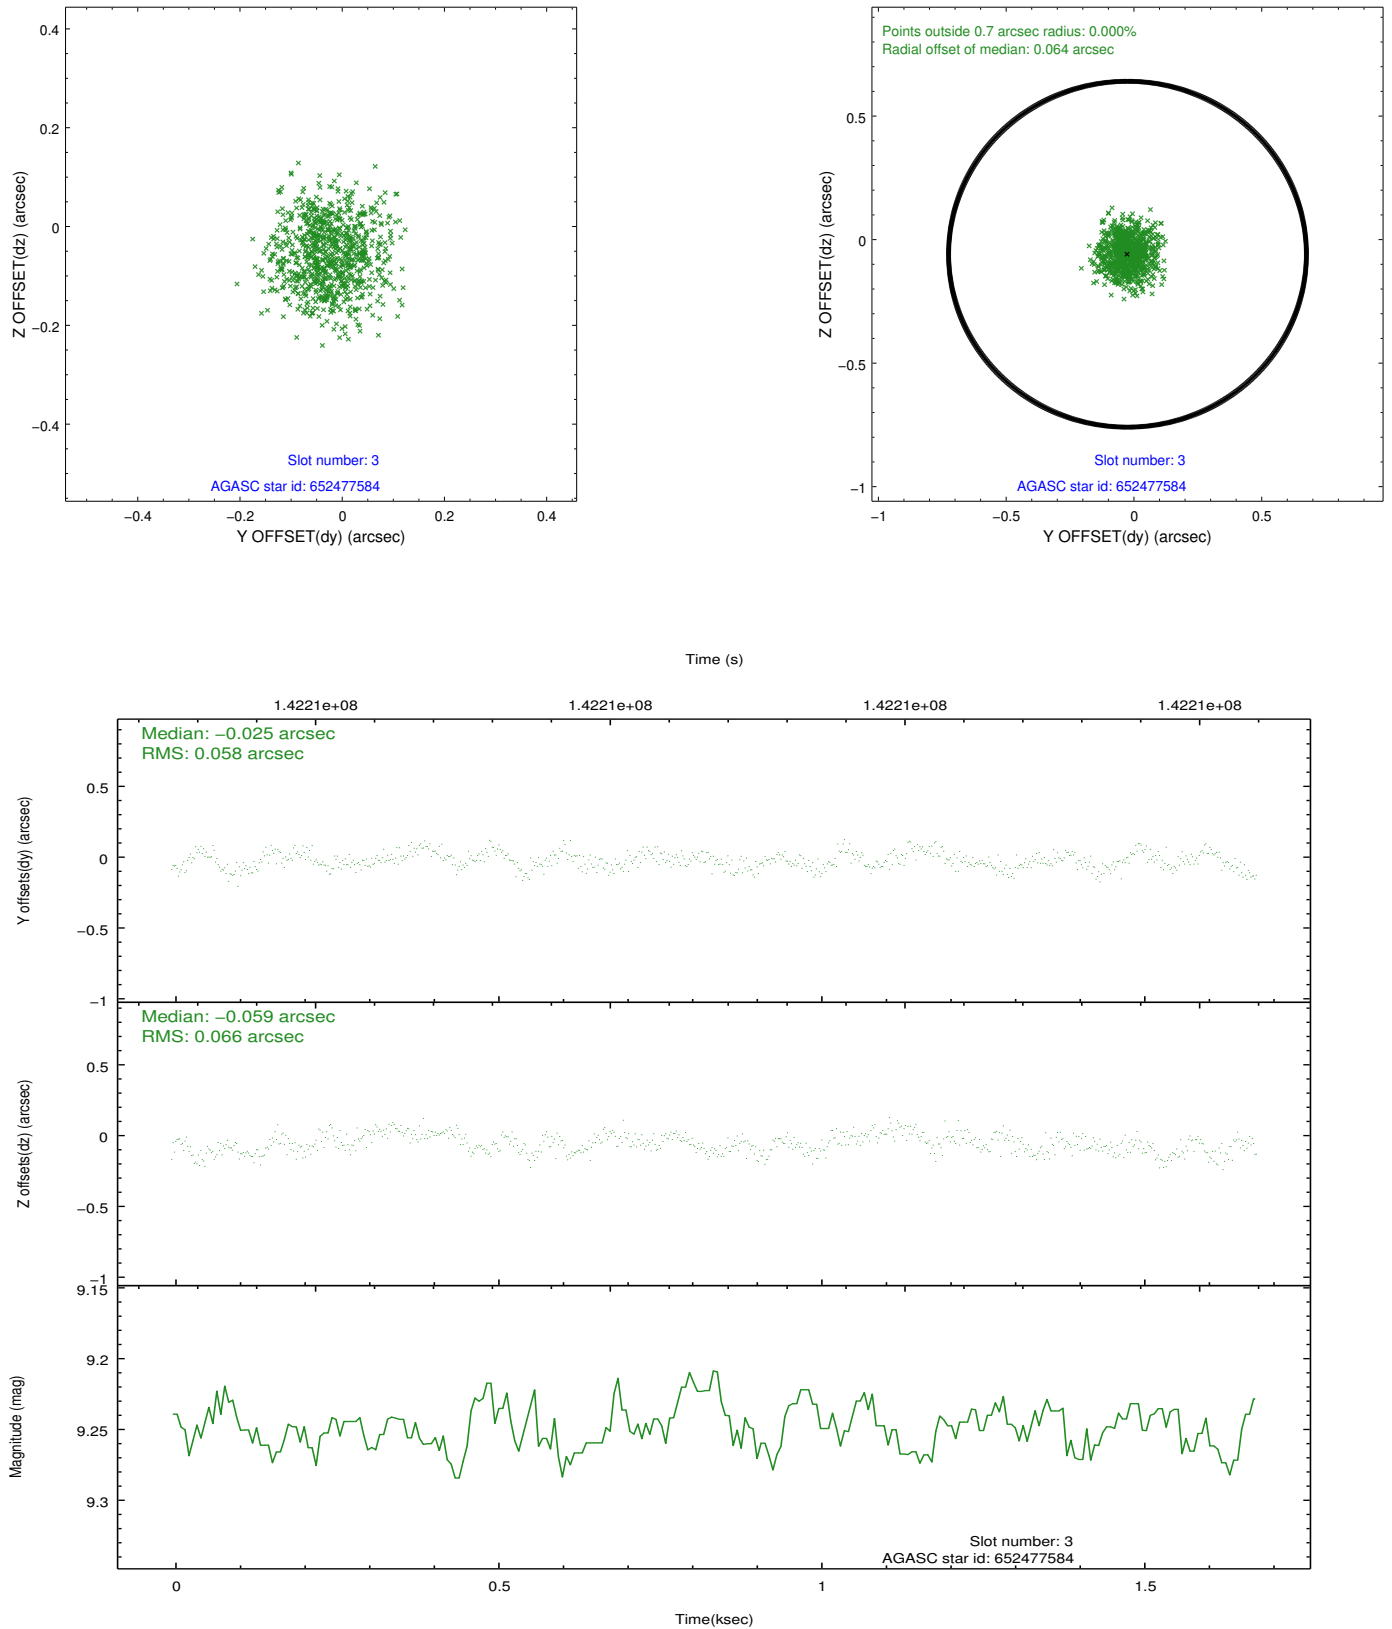 0.4
0.2
0
−0.2
−0.4
Z OFFSET(dz) (arcsec)
Slot number: 3
AGASC star id: 652477584
−0.4
−0.2
0
0.2
0.4
Y OFFSET(dy) (arcsec)
Points outside 0.7 arcsec radius: 0.000%
Radial offset of median: 0.064 arcsec
0.5
0
−0.5
−1
Z OFFSET(dz) (arcsec)
Slot number: 3
AGASC star id: 652477584
−1
−0.5
0
0.5
Y OFFSET(dy) (arcsec)
Time (s)
1.4221e+08
1.4221e+08
1.4221e+08
1.4221e+08
Median: −0.025 arcsec
RMS: 0.058 arcsec
0.5
0
−0.5
−1
Y offsets(dy) (arcsec)
Median: −0.059 arcsec
RMS: 0.066 arcsec
0.5
0
−0.5
−1
Z offsets(dz) (arcsec)
9.15
9.2
9.25
9.3
Magnitude (mag)
Slot number: 3
AGASC star id: 652477584
0
0.5
1
1.5
Time(ksec)